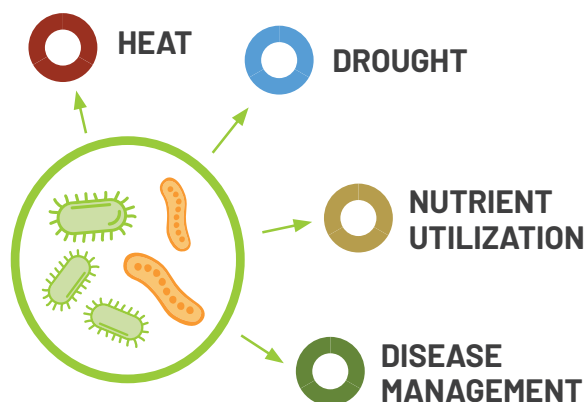 HEAT
DROUGHT
NUTRIENT
UTILIZATION
DISEASE
MANAGEMENT